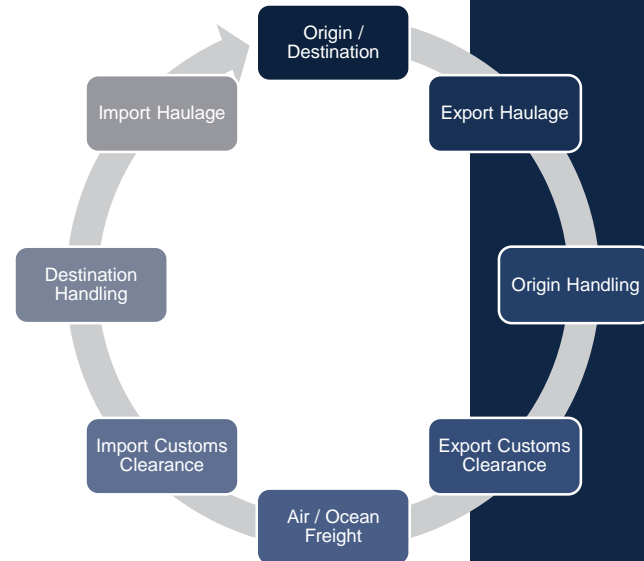 Origin /
Destination
Export Haulage
Origin Handling
Export Customs
Clearance
Air / Ocean
Freight
Import Customs
Clearance
Destination
Handling
Import Haulage